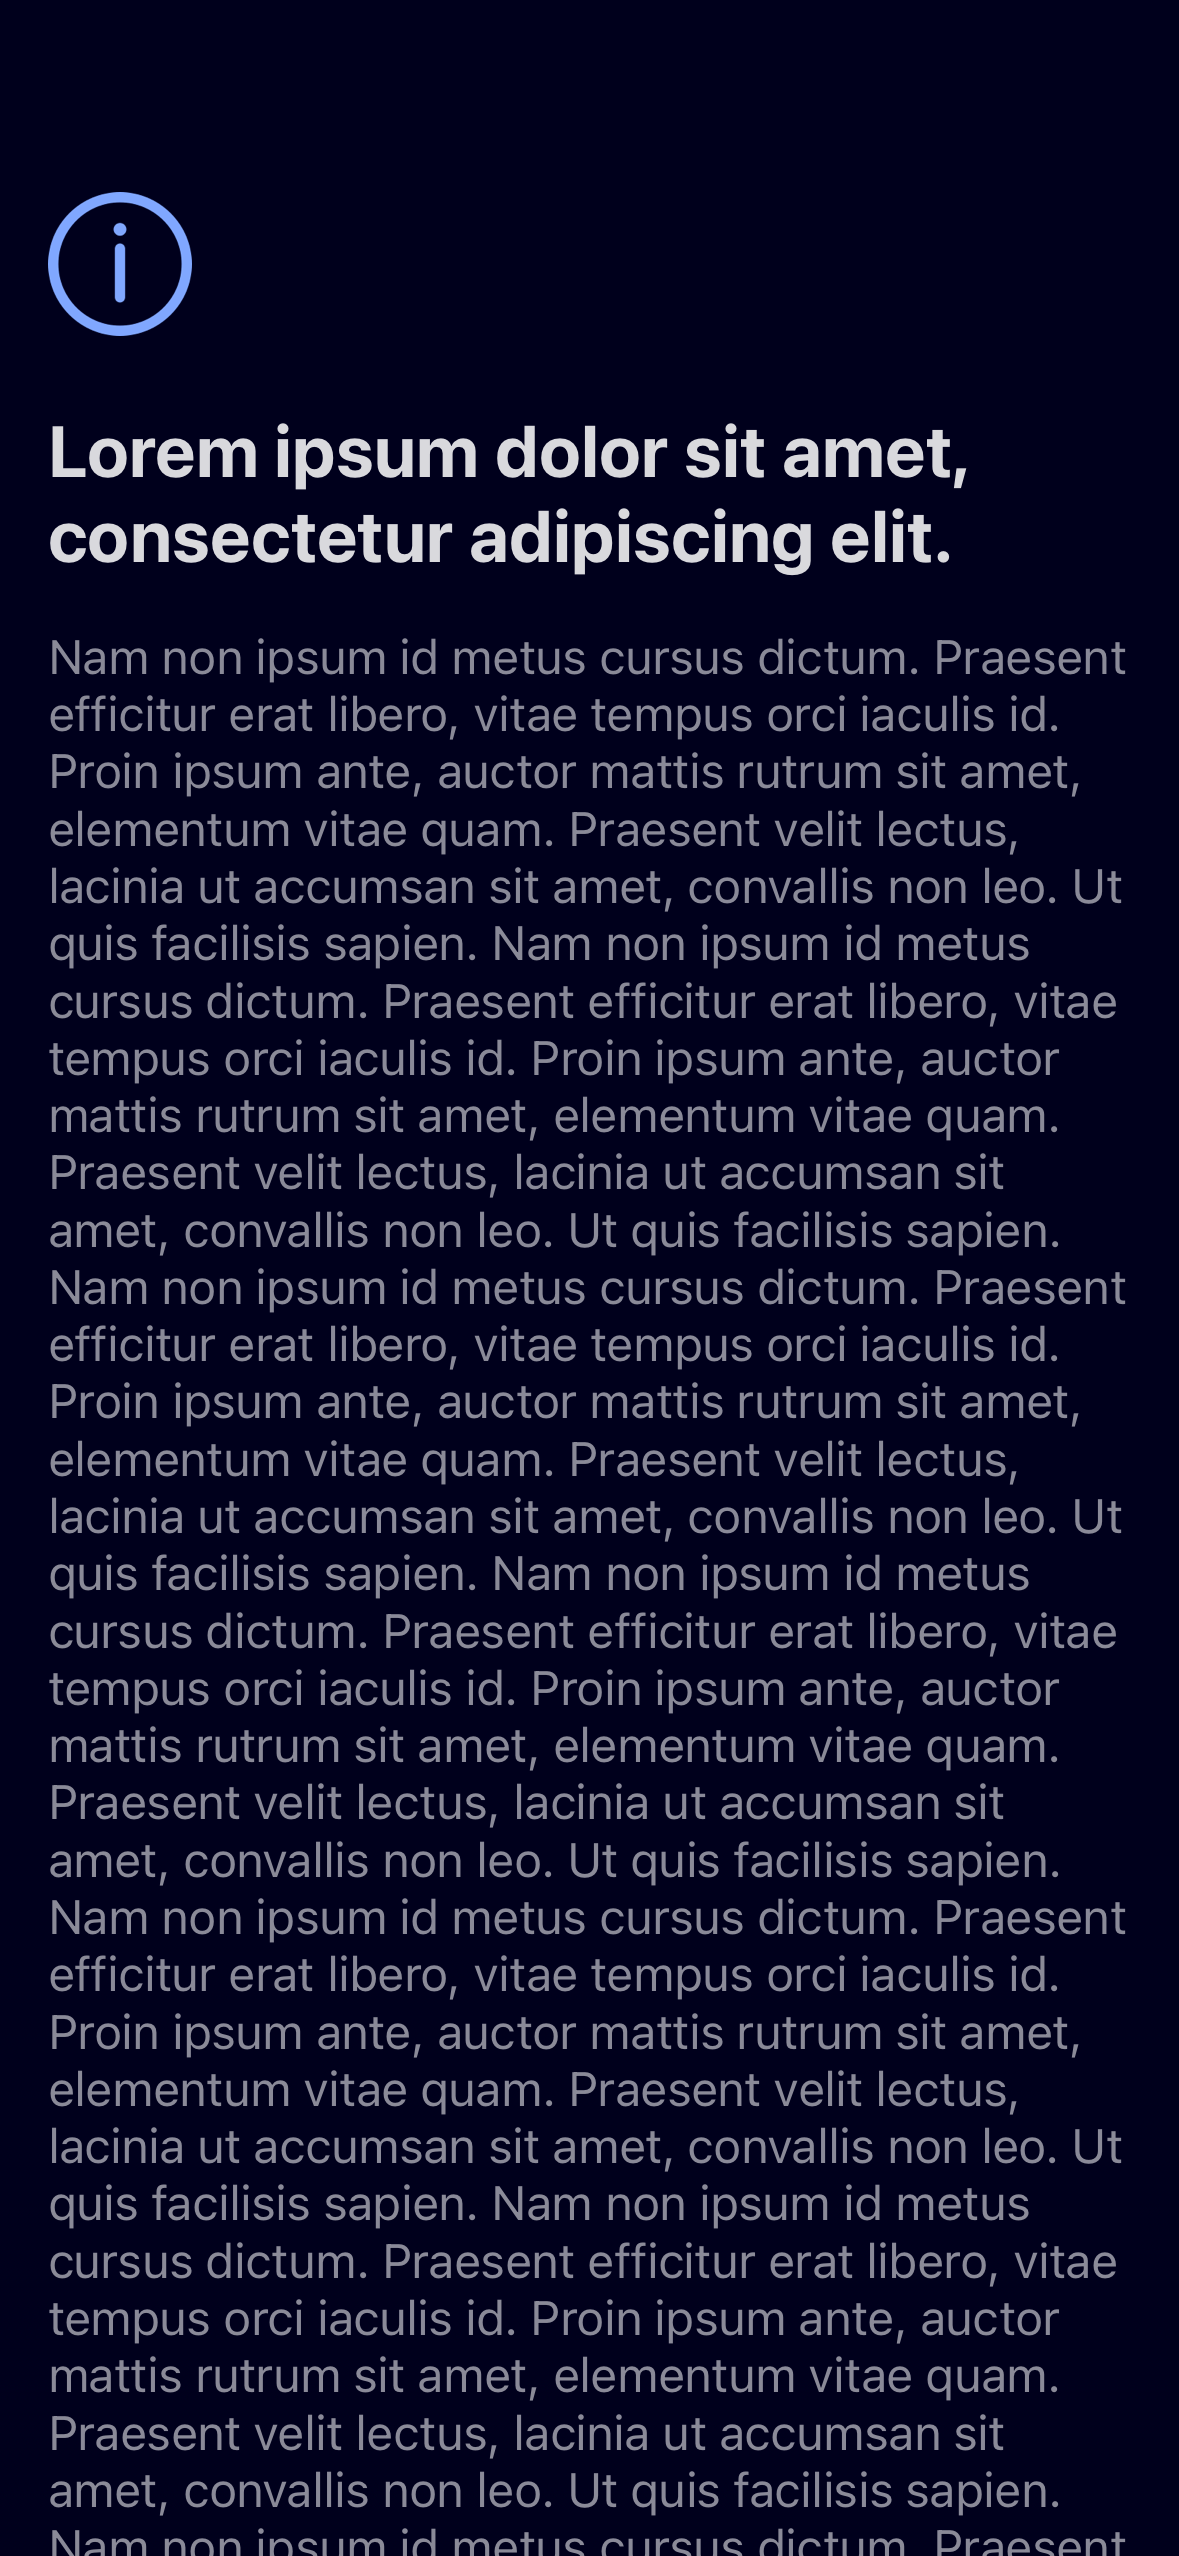 Lorem ipsum dolor sit amet,
consectetur adipiscing elit.
Nam non ipsum id metus cursus dictum. Praesent
efficitur erat libero, vitae tempus orci iaculis id.
Proin ipsum ante, auctor mattis rutrum sit amet,
elementum vitae quam. Praesent velit lectus,
lacinia ut accumsan sit amet, convallis non leo. Ut
quis facilisis sapien. Nam non ipsum id metus
cursus dictum. Praesent efficitur erat libero, vitae
tempus orci iaculis id. Proin ipsum ante, auctor
mattis rutrum sit amet, elementum vitae quam.
Praesent velit lectus, lacinia ut accumsan sit
amet, convallis non leo. Ut quis facilisis sapien.
Nam non ipsum id metus cursus dictum. Praesent
efficitur erat libero, vitae tempus orci iaculis id.
Proin ipsum ante, auctor mattis rutrum sit amet,
elementum vitae quam. Praesent velit lectus,
lacinia ut accumsan sit amet, convallis non leo. Ut
quis facilisis sapien. Nam non ipsum id metus
cursus dictum. Praesent efficitur erat libero, vitae
tempus orci iaculis id. Proin ipsum ante, auctor
mattis rutrum sit amet, elementum vitae quam.
Praesent velit lectus, lacinia ut accumsan sit
amet, convallis non leo. Ut quis facilisis sapien.
Nam non ipsum id metus cursus dictum. Praesent
efficitur erat libero, vitae tempus orci iaculis id.
Proin ipsum ante, auctor mattis rutrum sit amet,
elementum vitae quam. Praesent velit lectus,
lacinia ut accumsan sit amet, convallis non leo. Ut
quis facilisis sapien. Nam non ipsum id metus
cursus dictum. Praesent efficitur erat libero, vitae
tempus orci iaculis id. Proin ipsum ante, auctor
mattis rutrum sit amet, elementum vitae quam.
Praesent velit lectus, lacinia ut accumsan sit
amet, convallis non leo. Ut quis facilisis sapien.
Nam non ipsum id metus cursus dictum. Praesent